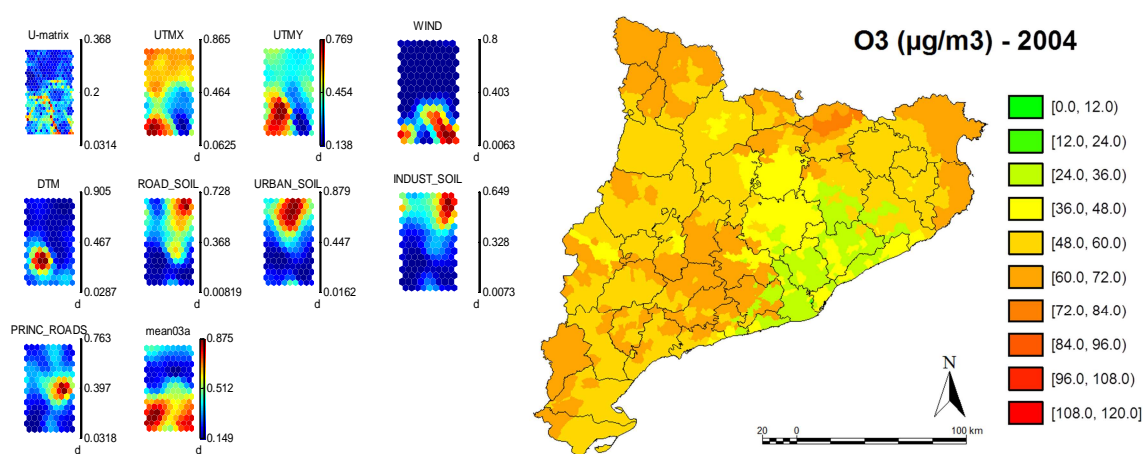 U-matrix
0.368
0.2
0.0314
UTMX
0.865
0.464
0.0625
d
UTMY
0.769
0.454
0.138
d
WIND
0.8
0.403
0.0063
d
DTM
0.905
0.467
0.0287
d
ROAD_SOIL
0.728
0.368
0.00819
d
URBAN_SOIL
0.879
0.447
0.0162
d
INDUST_SOIL
0.649
0.328
0.0073
d
PRINC_ROADS
0.763
0.397
0.0318
d
mean03a
0.875
0.512
0.149
d
O3 (µg/m3) - 2004
[0.0, 12.0)
[12.0, 24.0)
[24.0, 36.0)
[36.0, 48.0)
[48.0, 60.0)
[60.0, 72.0)
[72.0, 84.0)
[84.0, 96.0)
[96.0, 108.0)
[108.0, 120.0]
N
20 0 100 km